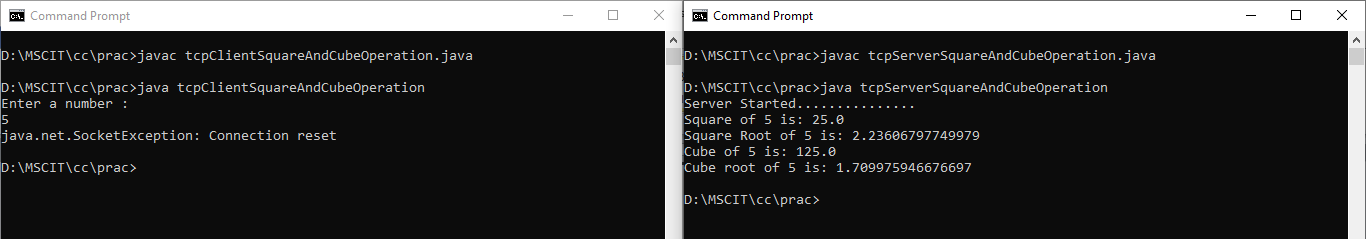 Command Prompt
D:\MSCIT\cc\prac>javac tcpClientSquareAndCubeOperation.java
D:\MSCIT\cc\prac>java tcpClientSquareAndCubeOperation
Enter a number :
5
java.net.SocketException: Connection reset
D:\MSCIT\cc\prac>
Command Prompt
D:\MSCIT\cc\prac>javac tcpServerSquareAndCubeOperation.java
D:\MSCIT\cc\prac>java tcpServerSquareAndCubeOperation
Server Started...............
Square of 5 is: 25.0
Square Root of 5 is: 2.23606797749979
Cube of 5 is: 125.0
Cube root of 5 is: 1.709975946676697
D:\MSCIT\cc\prac>